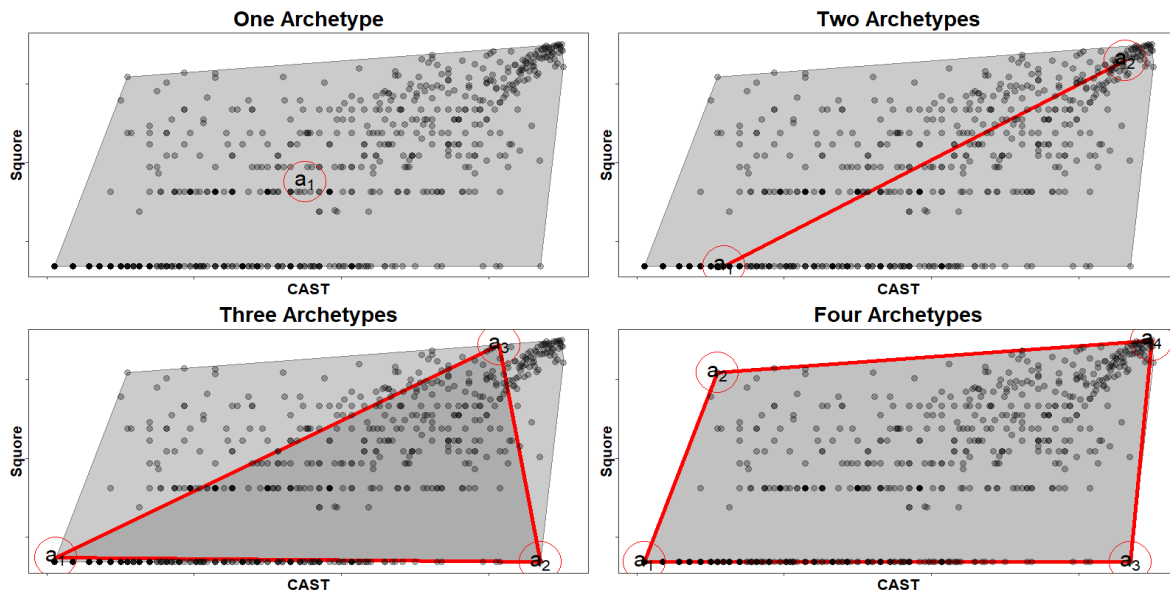 One Archetype
Two Archetypes
Squore
a1
CAST
Squore
a2
a1
CAST
Three Archetypes
Four Archetypes
Squore
a3
a1
a2
CAST
Squore
a4
a2
a1
a3
CAST